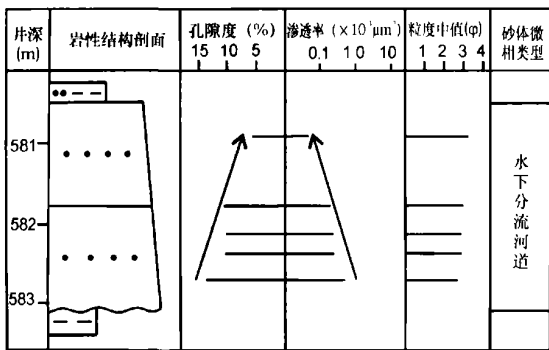 片深
(m)
岩性结构剖面
孔隙度 (%)
15 10 5
渗透率 (×10⁻³μm²)
0.1 1 0 10
粒度中值(φ)
1 2 3 4
砂体微
相类型
581
582
583
水
下
分
流
河
道